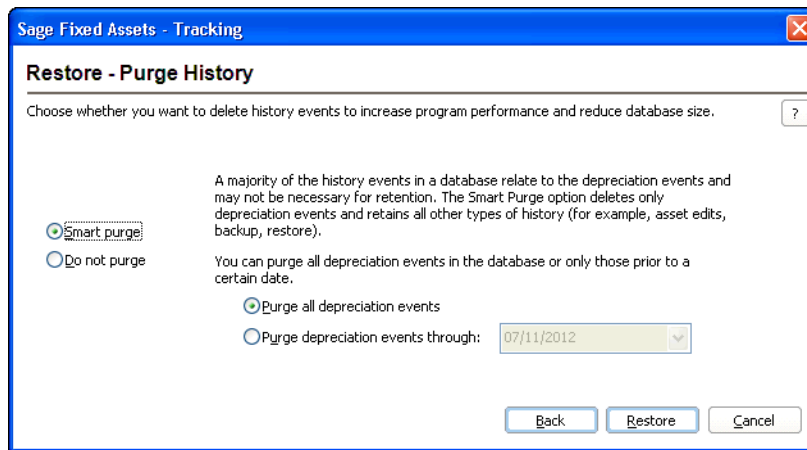 Sage Fixed Assets - Tracking
Restore - Purge History
Choose whether you want to delete history events to increase program performance and reduce database size.
?
A majority of the history events in a database relate to the depreciation events and
may not be necessary for retention. The Smart Purge option deletes only
depreciation events and retains all other types of history (for example, asset edits,
backup, restore).
Smart purge
Do not purge
You can purge all depreciation events in the database or only those prior to a
certain date.
Purge all depreciation events
Purge depreciation events through: 07/11/2012
Back Restore Cancel